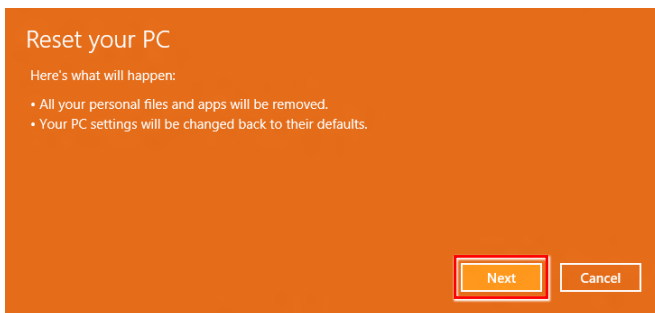 Reset your PC
Here's what will happen:
• All your personal files and apps will be removed.
• Your PC settings will be changed back to their defaults.
Next Cancel